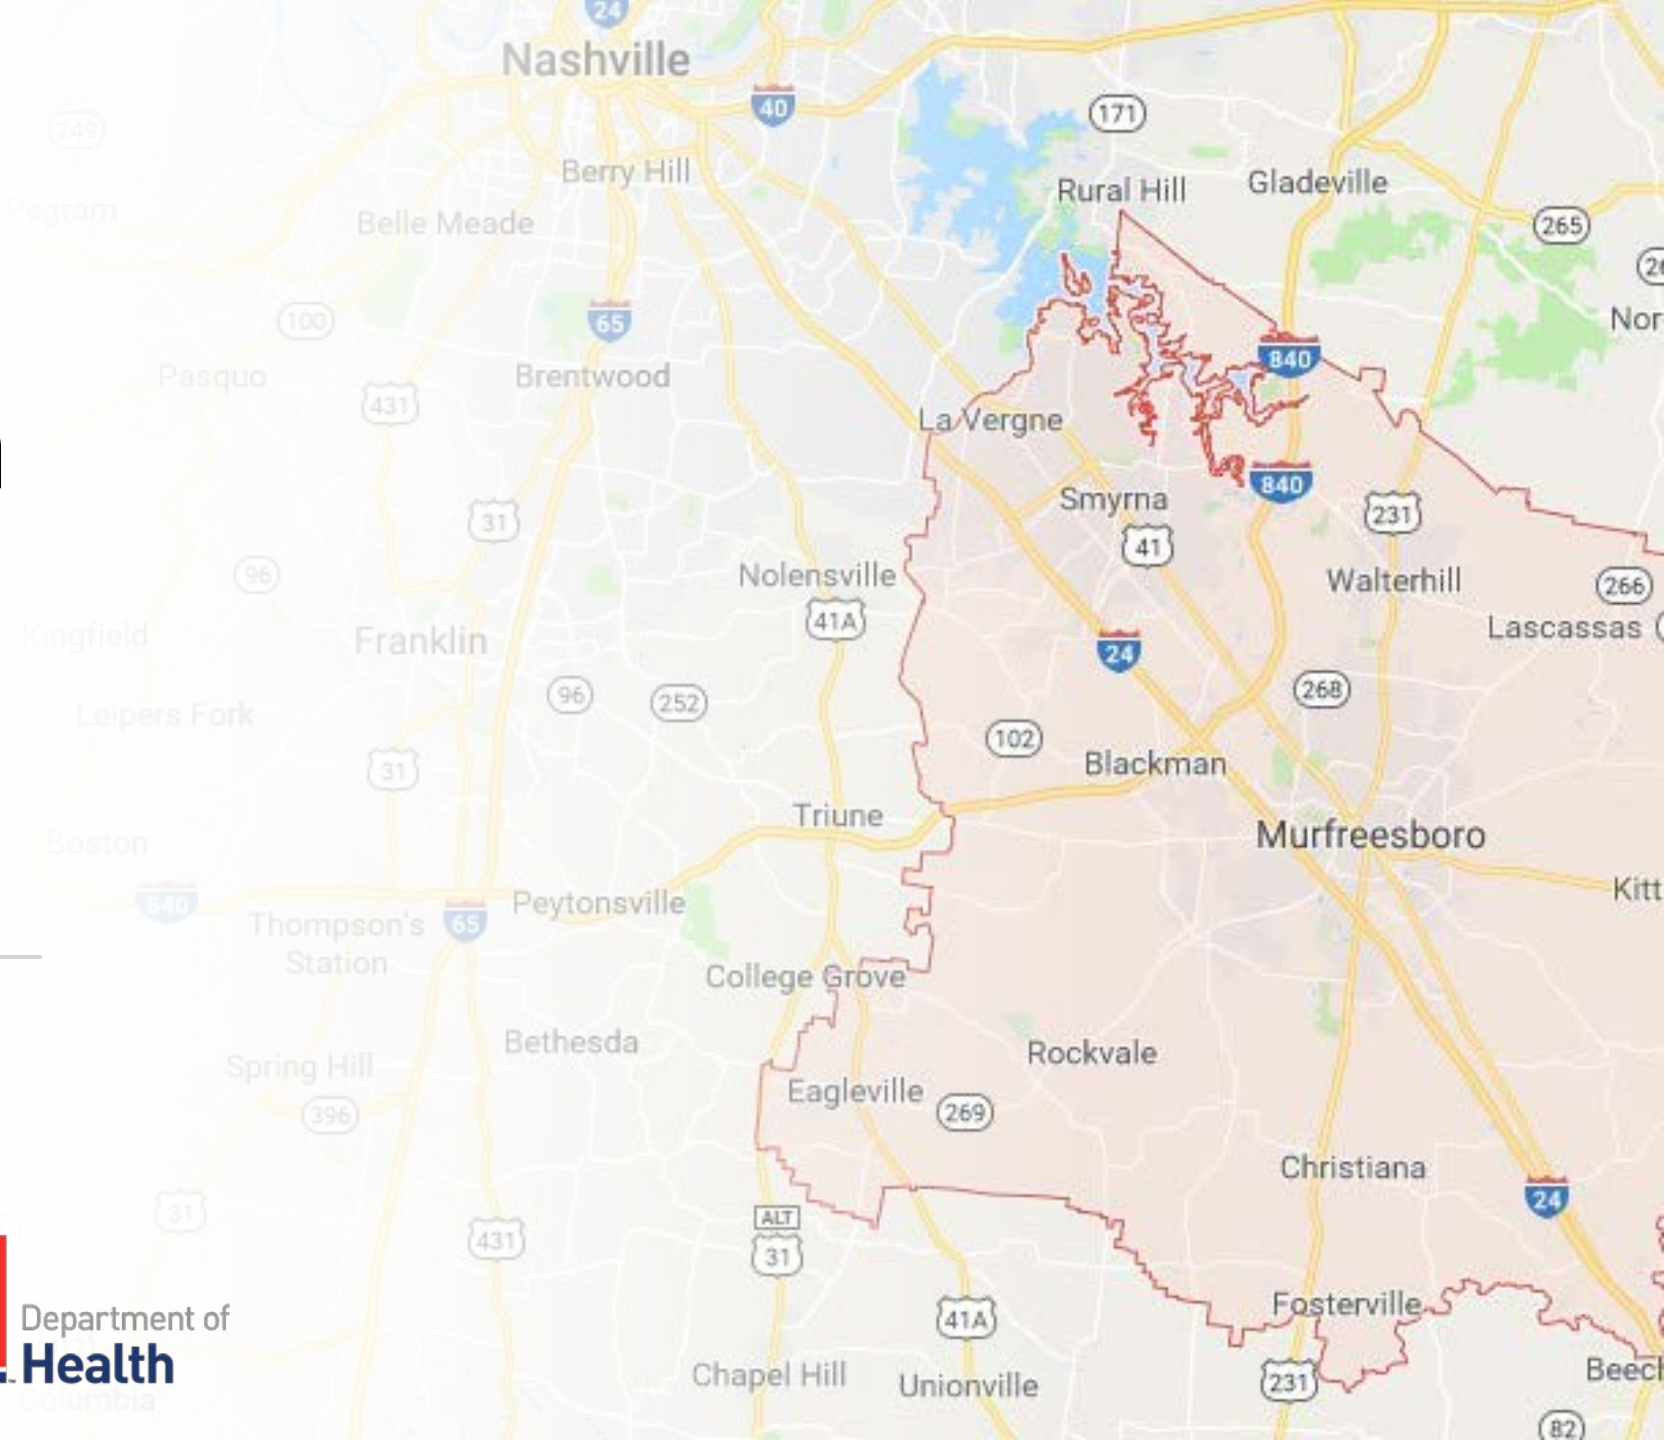 24
Nashville
40
171
249
Berry Hill
Rural Hill
Gladeville
Pegram
Belle Meade
265
100
65
Pasquo
Brentwood
840
431
La Vergne
840
Smyrna
231
31
41
96
Nolensville
Walterhill
266
41A
Lascassas
Kingfield
Franklin
24
96
252
268
Leipers Fork
102
31
Blackman
Triune
Murfreesboro
Boston
840
Peytonsville
65
Thompson's
Station
College Grove
Bethesda
Rockvale
Spring Hill
Eagleville
396
269
Christiana
24
31
ALT
31
431
Fosterville
41A
Department of
Health
Chapel Hill
Unionville
231
Columbia
82